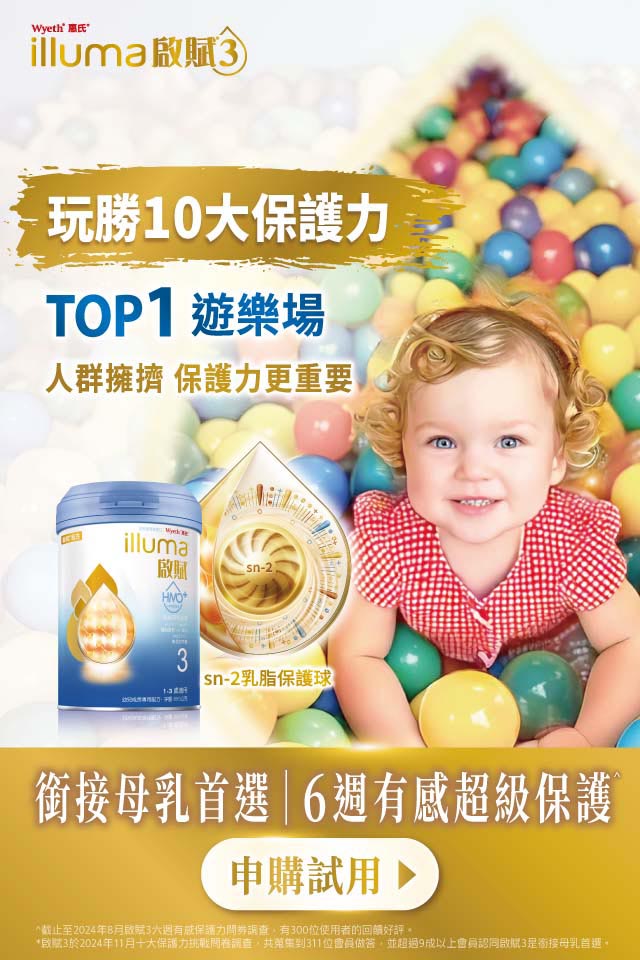 Wyeth® 惠氏®
illuma 啟賦® 3
玩勝10大保護力
TOP1 遊樂場
人群擁擠 保護力更重要
Wyeth® 惠氏®
illuma
啟賦
HMO+
3
1-3 歲適用
sn-2
sn-2乳脂保護球
銜接母乳首選|6週有感超級保護^
申購試用
^截止至2024年8月啟賦3六週有感保護力問券調查，有300位使用者的回饋好評。
*啟賦3於2024年11月十大保護力挑戰問卷調查，共蒐集到311位會員做答，並超過9成以上會員認同啟賦3是銜接母乳首選。